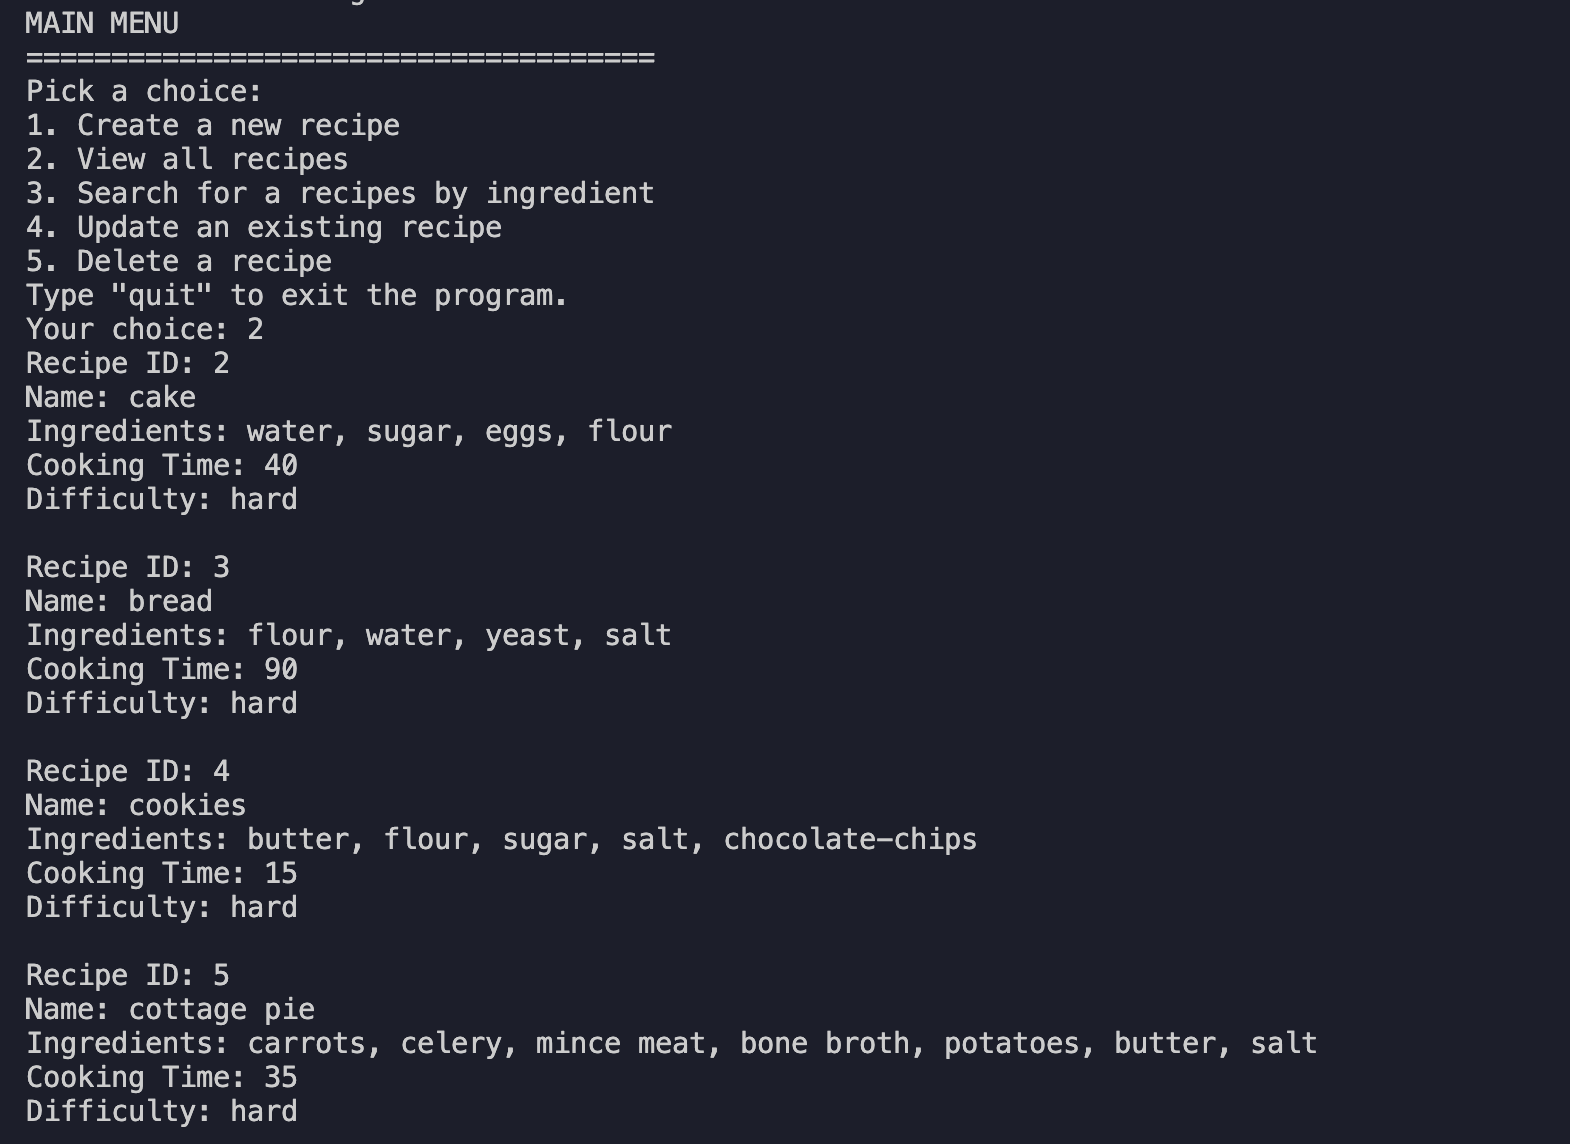 MAIN MENU
=====================================
Pick a choice:
1. Create a new recipe
2. View all recipes
3. Search for a recipes by ingredient
4. Update an existing recipe
5. Delete a recipe
Type "quit" to exit the program.
Your choice: 2
Recipe ID: 2
Name: cake
Ingredients: water, sugar, eggs, flour
Cooking Time: 40
Difficulty: hard

Recipe ID: 3
Name: bread
Ingredients: flour, water, yeast, salt
Cooking Time: 90
Difficulty: hard

Recipe ID: 4
Name: cookies
Ingredients: butter, flour, sugar, salt, chocolate-chips
Cooking Time: 15
Difficulty: hard

Recipe ID: 5
Name: cottage pie
Ingredients: carrots, celery, mince meat, bone broth, potatoes, butter, salt
Cooking Time: 35
Difficulty: hard